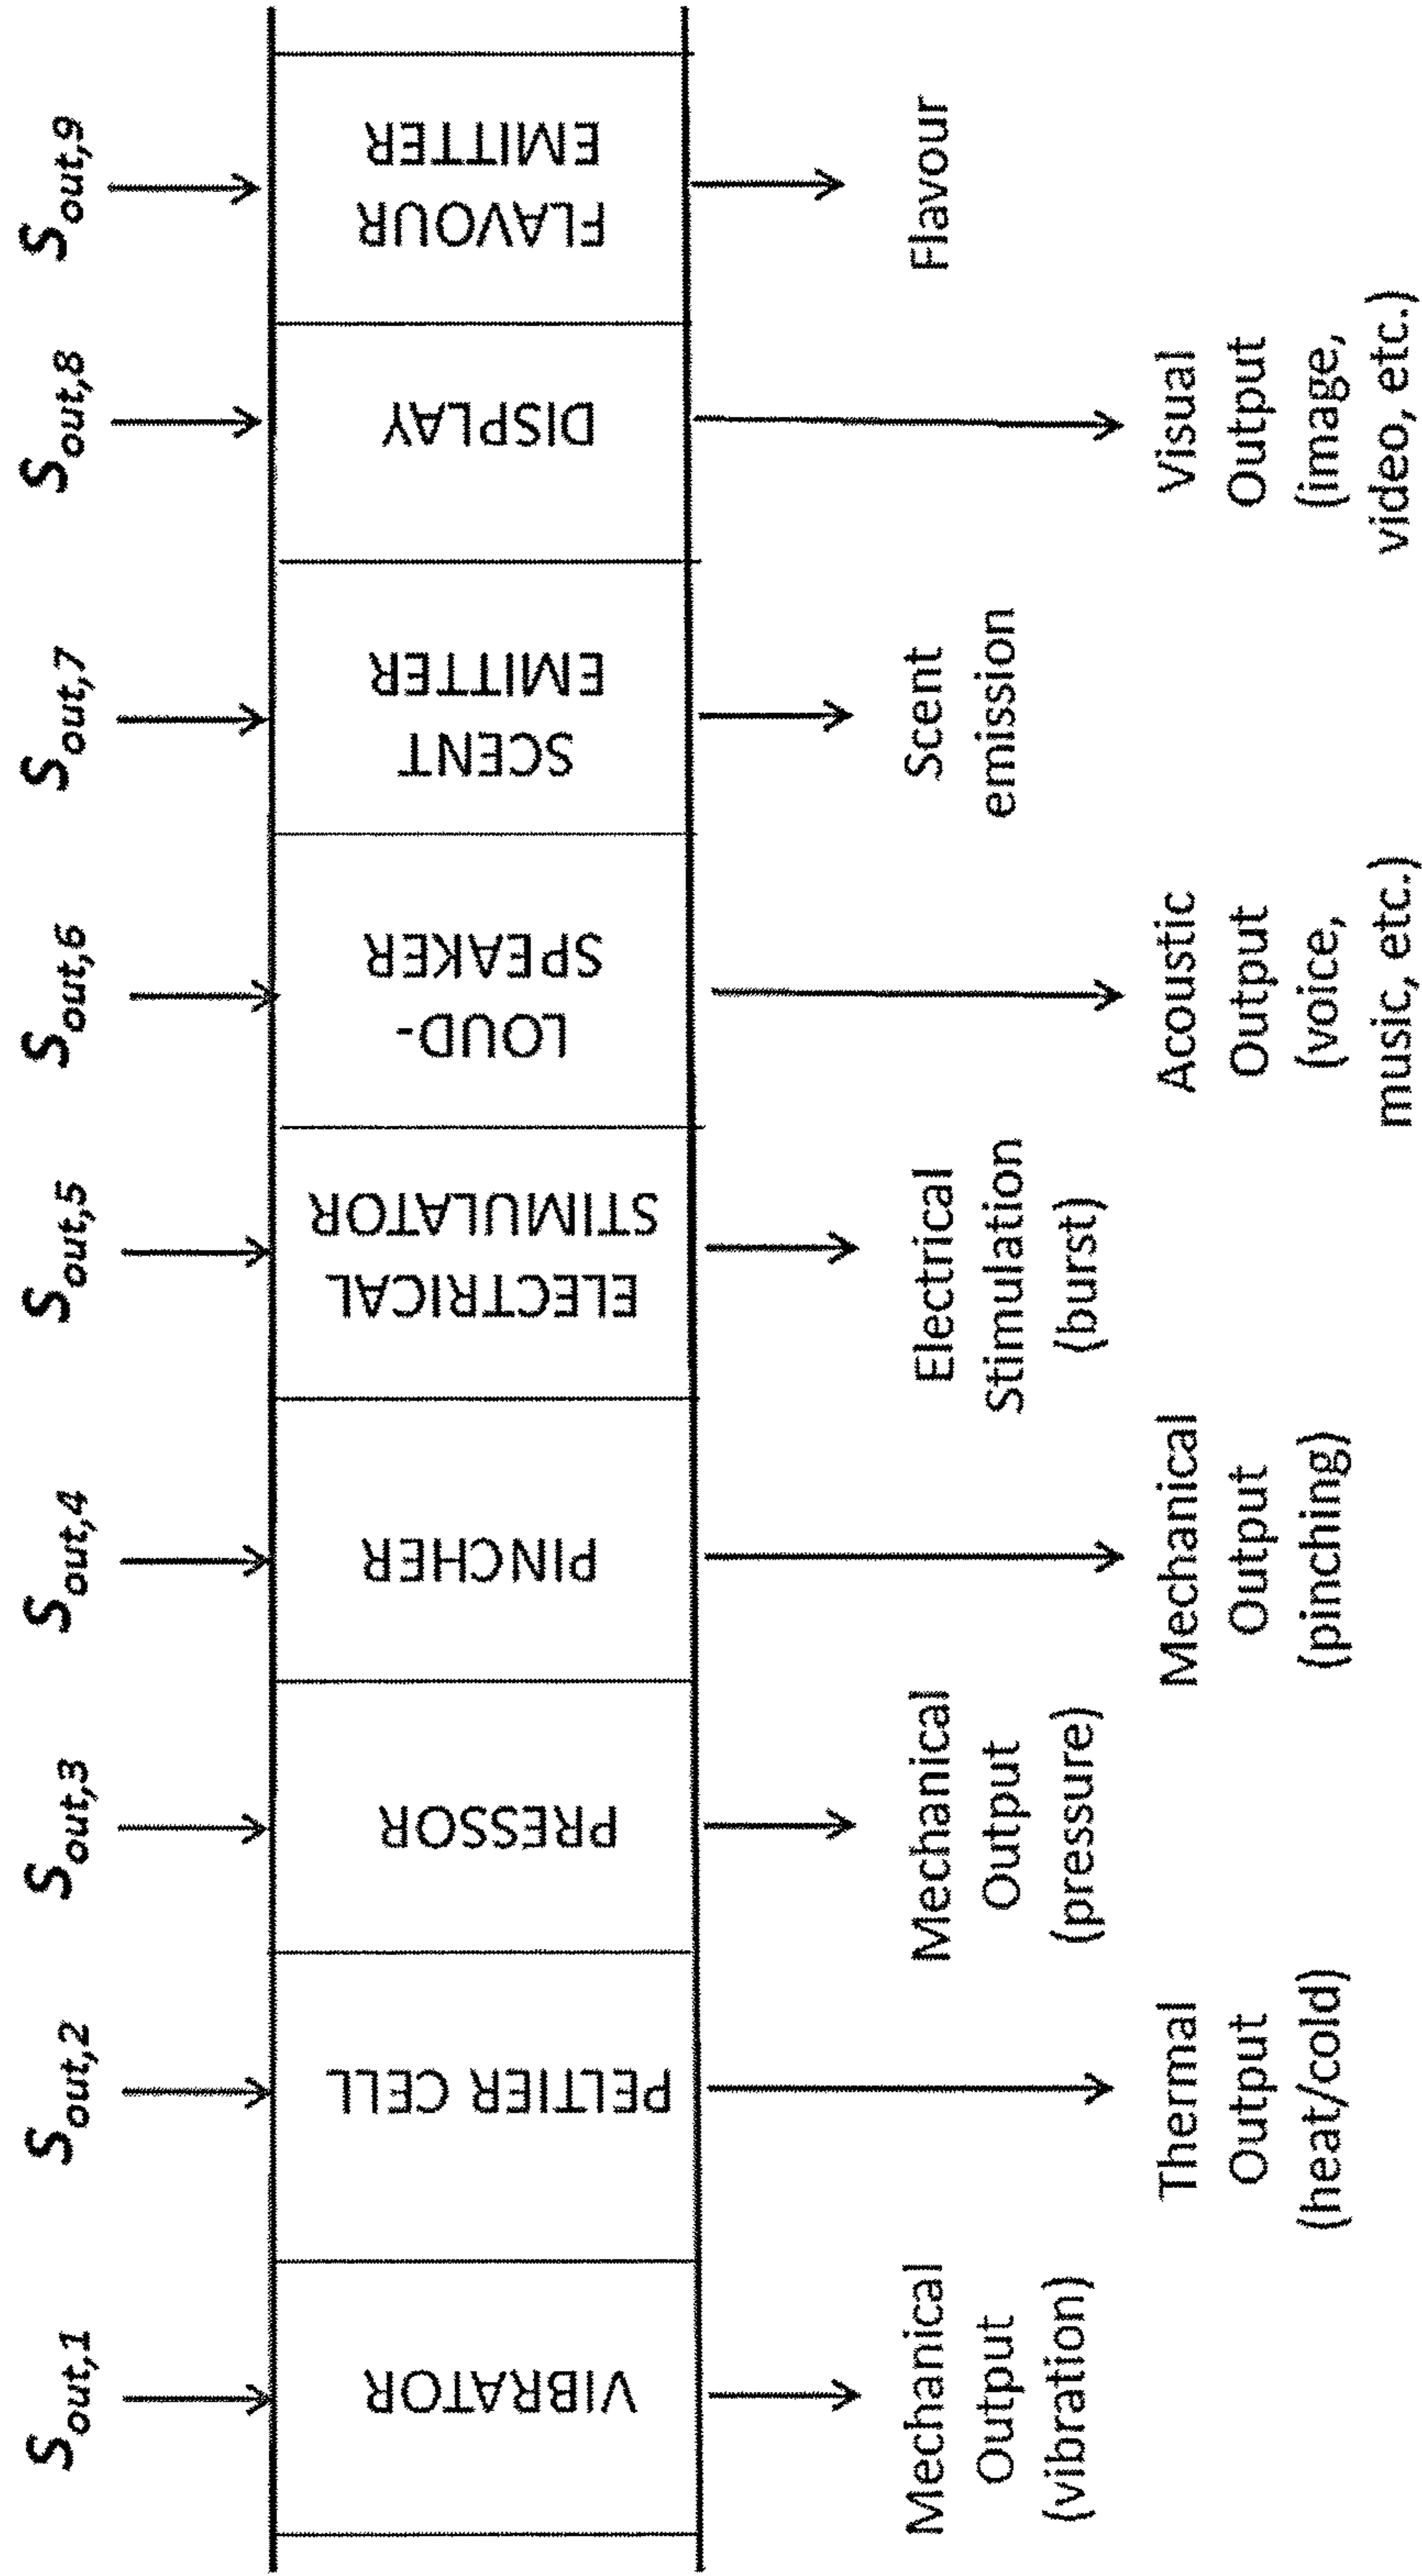 S_out,1
S_out,2
S_out,3
S_out,4
S_out,5
S_out,6
S_out,7
S_out,8
S_out,9
VIBRATOR
PELTIER CELL
PRESSOR
PINCHER
ELECTRICAL
STIMULATOR
LOUD-
SPEAKER
SCENT
EMITTER
DISPLAY
FLAVOUR
EMITTER
Mechanical
Output
(vibration)
Thermal
Output
(heat/cold)
Mechanical
Output
(pressure)
Mechanical
Output
(pinching)
Electrical
Stimulation
(burst)
Acoustic
Output
(voice,
music, etc.)
Scent
emission
Visual
Output
(image,
video, etc.)
Flavour